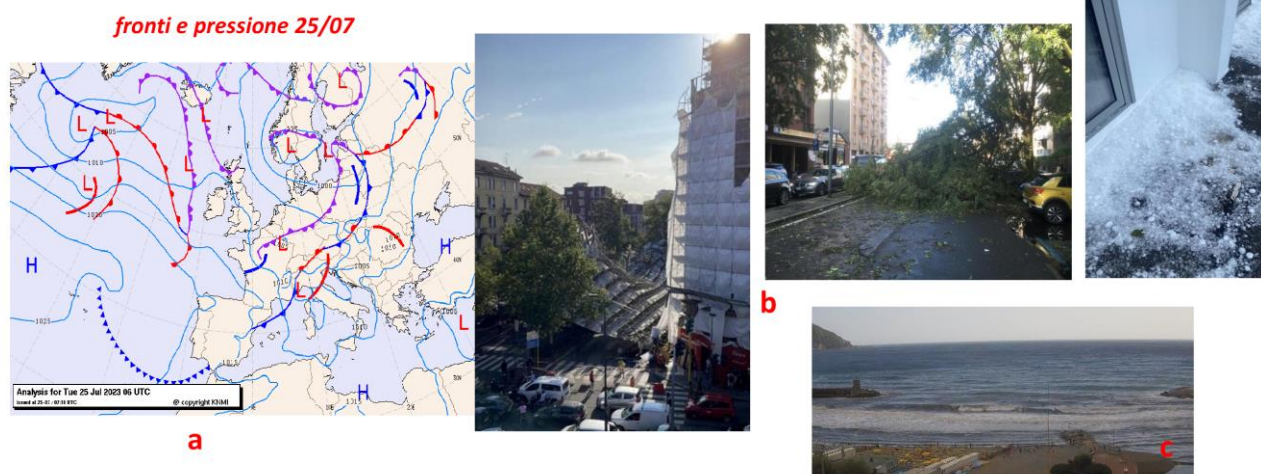 fronti e pressione 25/07
L
L
L
L
L
L
1005
1010
L
1020
1000
H
L
1010
L
1005
H
1025
1010
L
1015
H
1015
Analysis for Tue 25 Jul 2023 06 UTC
@ copyright KNMI
a
b
c